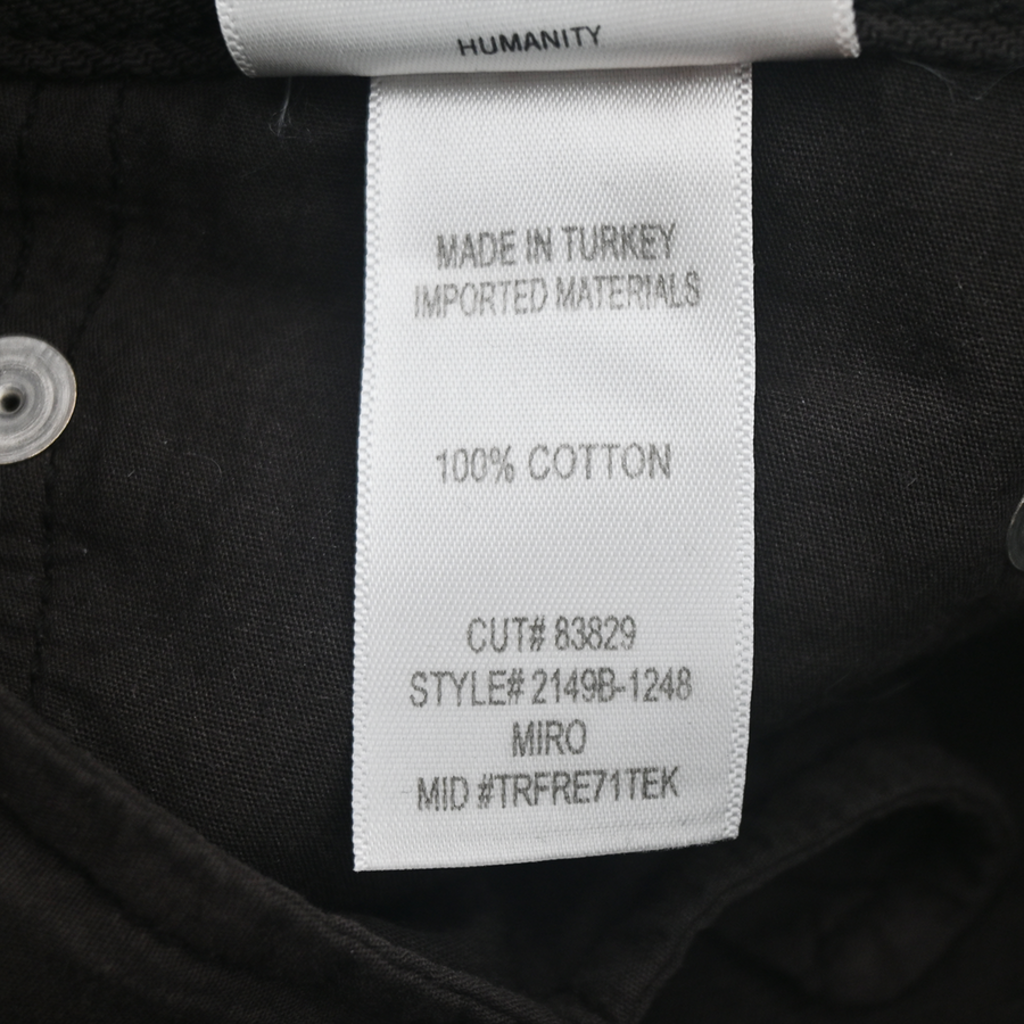 HUMANITY
MADE IN TURKEY
IMPORTED MATERIALS
100% COTTON
CUT# 83829
STYLE# 2149B-1248
MIRO
MID #TRFRE71TEK